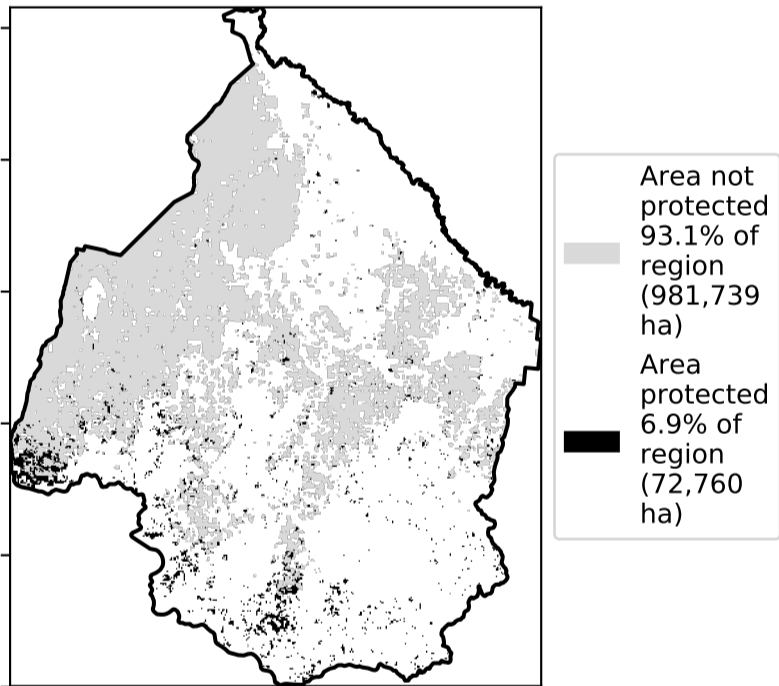 Area not
protected
93.1% of
region
(981,739
ha)
Area
protected
6.9% of
region
(72,760
ha)